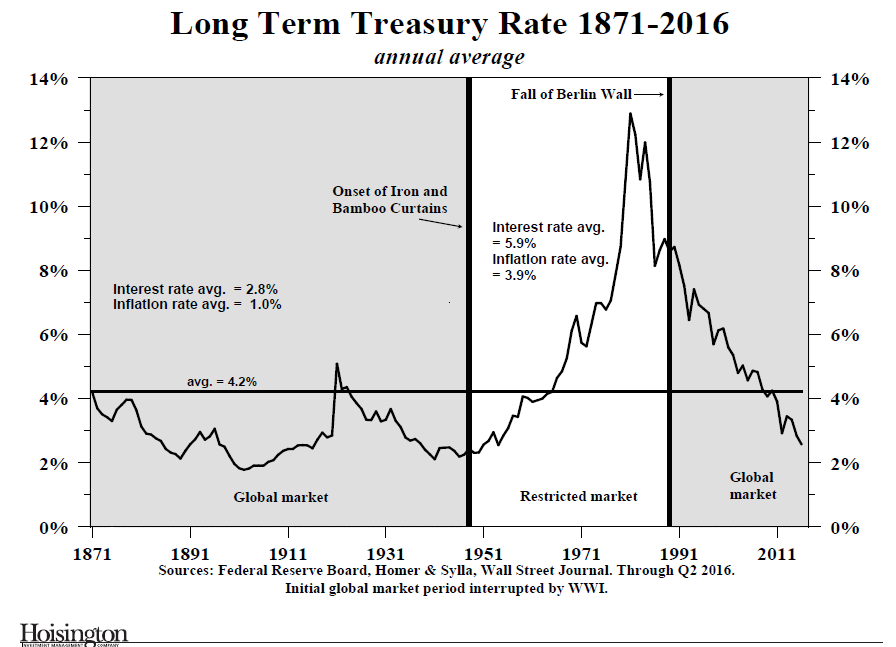 Long Term Treasury Rate 1871-2016
annual average
14%
12%
10%
8%
6%
4%
2%
0%
14%
12%
10%
8%
6%
4%
2%
0%
Fall of Berlin Wall
Onset of Iron and
Bamboo Curtains
Interest rate avg.
= 5.9%
Inflation rate avg.
= 3.9%
Interest rate avg. = 2.8%
Inflation rate avg. = 1.0%
avg. = 4.2%
Global market
Restricted market
Global
market
1871 1891 1911 1931 1951 1971 1991 2011
Sources: Federal Reserve Board, Homer & Sylla, Wall Street Journal. Through Q2 2016.
Initial global market period interrupted by WWI.
Hoisington
INVESTMENT MANAGEMENT COMPANY